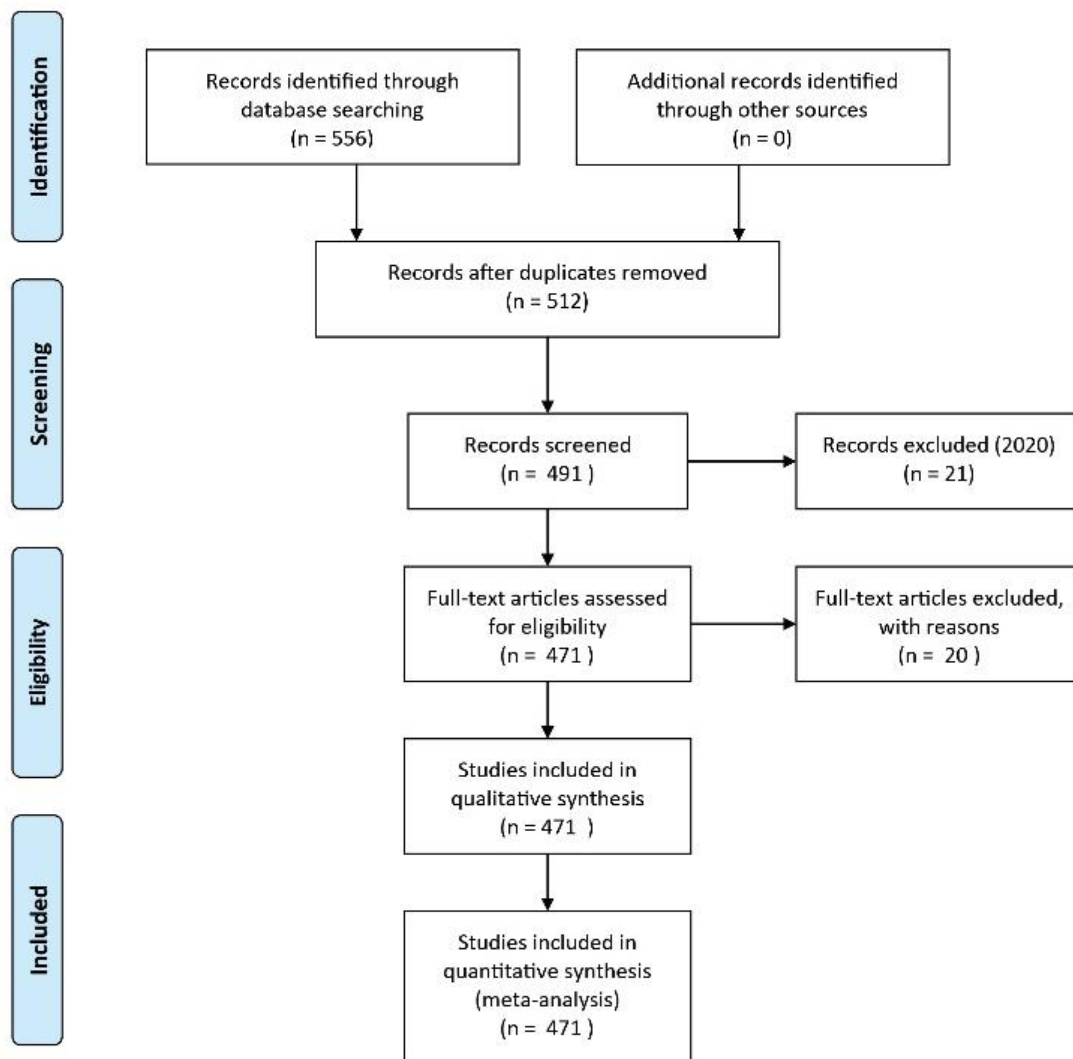 Identification
Records identified through
database searching
(n = 556)
Additional records identified
through other sources
(n = 0)
Records after duplicates removed
(n = 512)
Screening
Records screened
(n = 491 )
Records excluded (2020)
(n = 21)
Eligibility
Full-text articles assessed
for eligibility
(n = 471 )
Full-text articles excluded,
with reasons
(n = 20 )
Studies included in
qualitative synthesis
(n = 471 )
Included
Studies included in
quantitative synthesis
(meta-analysis)
(n = 471 )